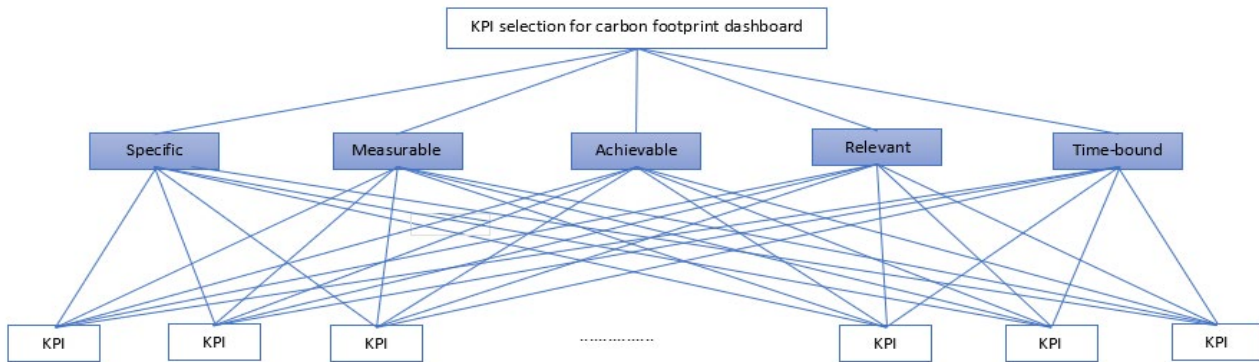 KPI selection for carbon footprint dashboard
Specific
Measurable
Achievable
Relevant
Time-bound
KPI
KPI
KPI
..............
KPI
KPI
KPI